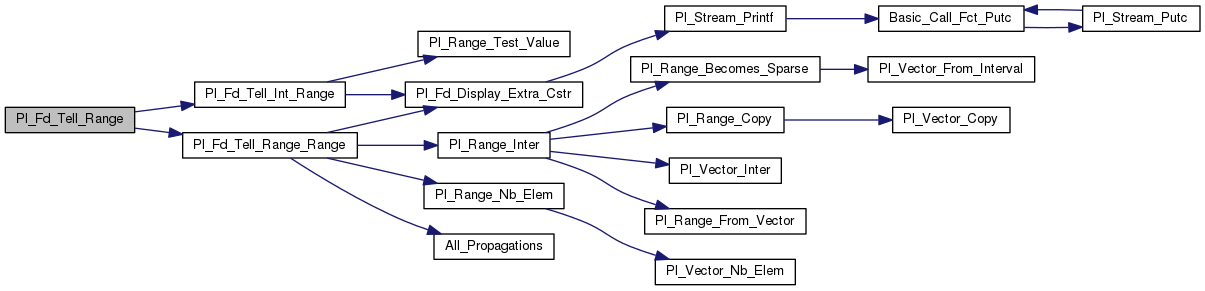 Pl_Fd_Tell_Range
Pl_Fd_Tell_Int_Range
Pl_Fd_Tell_Range_Range
Pl_Range_Test_Value
Pl_Fd_Display_Extra_Cstr
Pl_Range_Inter
Pl_Range_Nb_Elem
All_Propagations
Pl_Stream_Printf
Pl_Range_Becomes_Sparse
Pl_Range_Copy
Pl_Vector_Inter
Pl_Range_From_Vector
Pl_Vector_Nb_Elem
Basic_Call_Fct_Putc
Pl_Vector_From_Interval
Pl_Vector_Copy
Pl_Stream_Putc